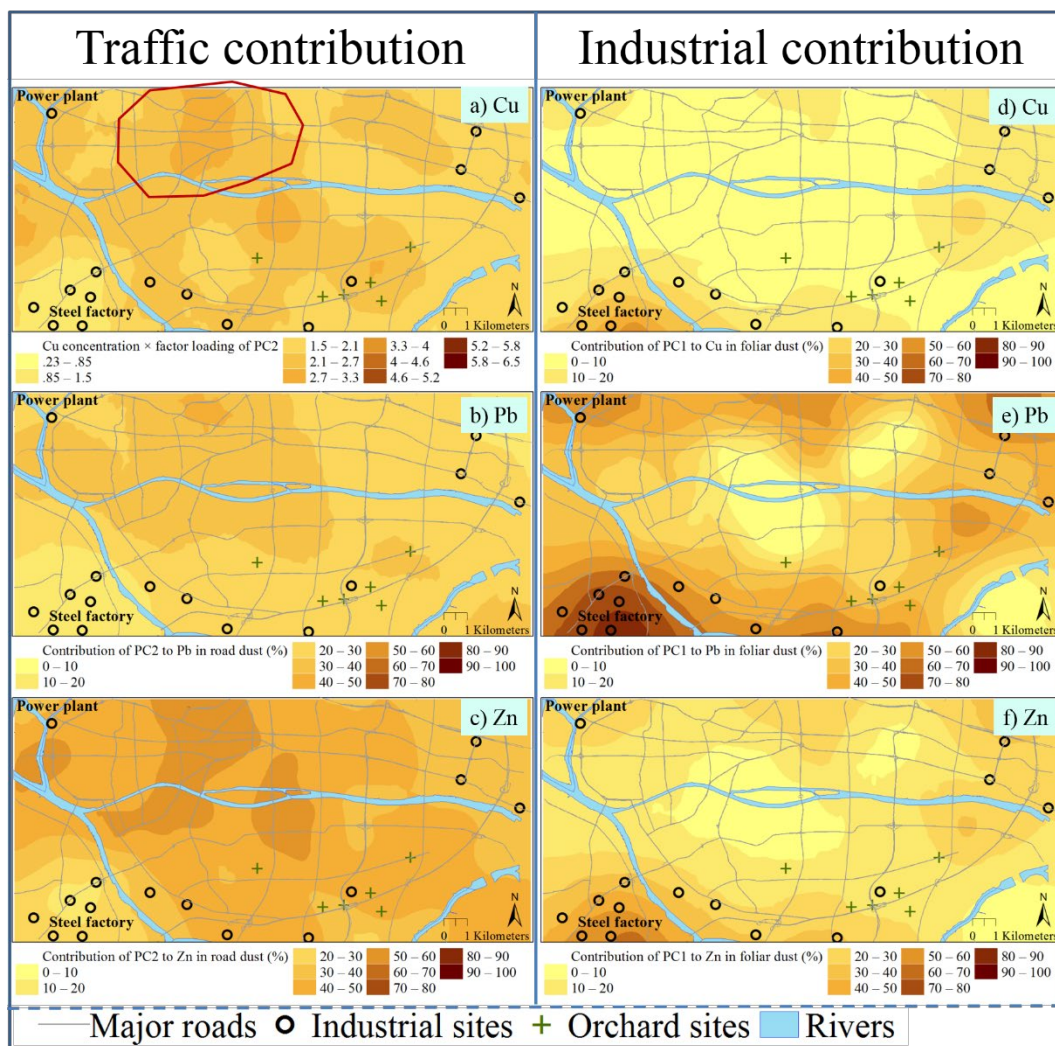 Traffic contribution
Industrial contribution
Power plant
a) Cu
Steel factory
N
0 1 Kilometers
Cu concentration × factor loading of PC2
.23 – .85
.85 – 1.5
1.5 – 2.1
2.1 – 2.7
2.7 – 3.3
3.3 – 4
4 – 4.6
4.6 – 5.2
5.2 – 5.8
5.8 – 6.5
Power plant
d) Cu
Steel factory
N
0 1 Kilometers
Contribution of PC1 to Cu in foliar dust (%)
0 – 10
10 – 20
20 – 30
30 – 40
40 – 50
50 – 60
60 – 70
70 – 80
80 – 90
90 – 100
Power plant
b) Pb
Steel factory
N
0 1 Kilometers
Contribution of PC2 to Pb in road dust (%)
0 – 10
10 – 20
20 – 30
30 – 40
40 – 50
50 – 60
60 – 70
70 – 80
80 – 90
90 – 100
Power plant
e) Pb
Steel factory
N
0 1 Kilometers
Contribution of PC1 to Pb in foliar dust (%)
0 – 10
10 – 20
20 – 30
30 – 40
40 – 50
50 – 60
60 – 70
70 – 80
80 – 90
90 – 100
Power plant
c) Zn
Steel factory
N
0 1 Kilometers
Contribution of PC2 to Zn in road dust (%)
0 – 10
10 – 20
20 – 30
30 – 40
40 – 50
50 – 60
60 – 70
70 – 80
80 – 90
90 – 100
Power plant
f) Zn
Steel factory
N
0 1 Kilometers
Contribution of PC1 to Zn in foliar dust (%)
0 – 10
10 – 20
20 – 30
30 – 40
40 – 50
50 – 60
60 – 70
70 – 80
80 – 90
90 – 100
Major roads Industrial sites Orchard sites Rivers